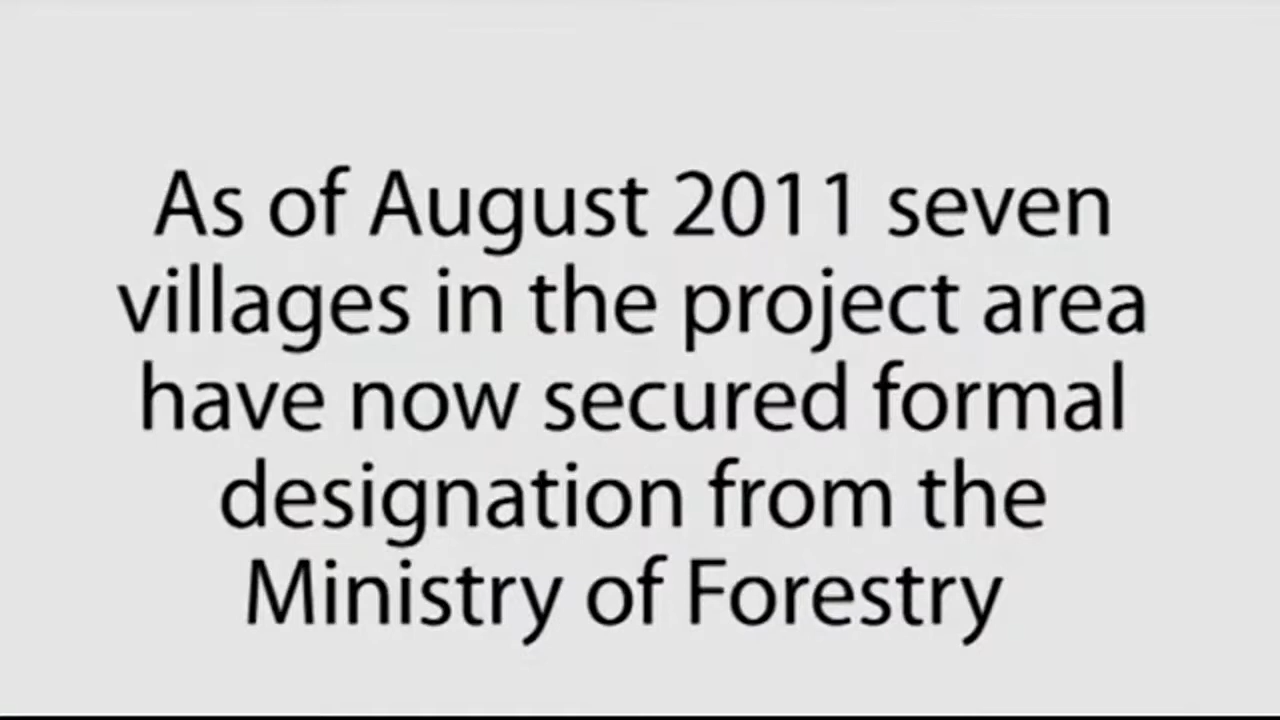 As of August 2011 seven
villages in the project area
have now secured formal
designation from the
Ministry of Forestry